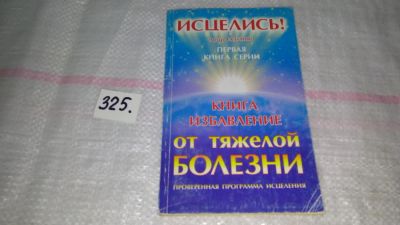 ИСЦЕЛИСЬ!
ПЕРВАЯ
КНИГА СЕРИИ
325.
КНИГА
ИЗБАВЛЕНИЕ
ОТ ТЯЖЕЛОЙ
БОЛЕЗНИ
ПРОВЕРЕННАЯ ПРОГРАММА ИСЦЕЛЕНИЯ